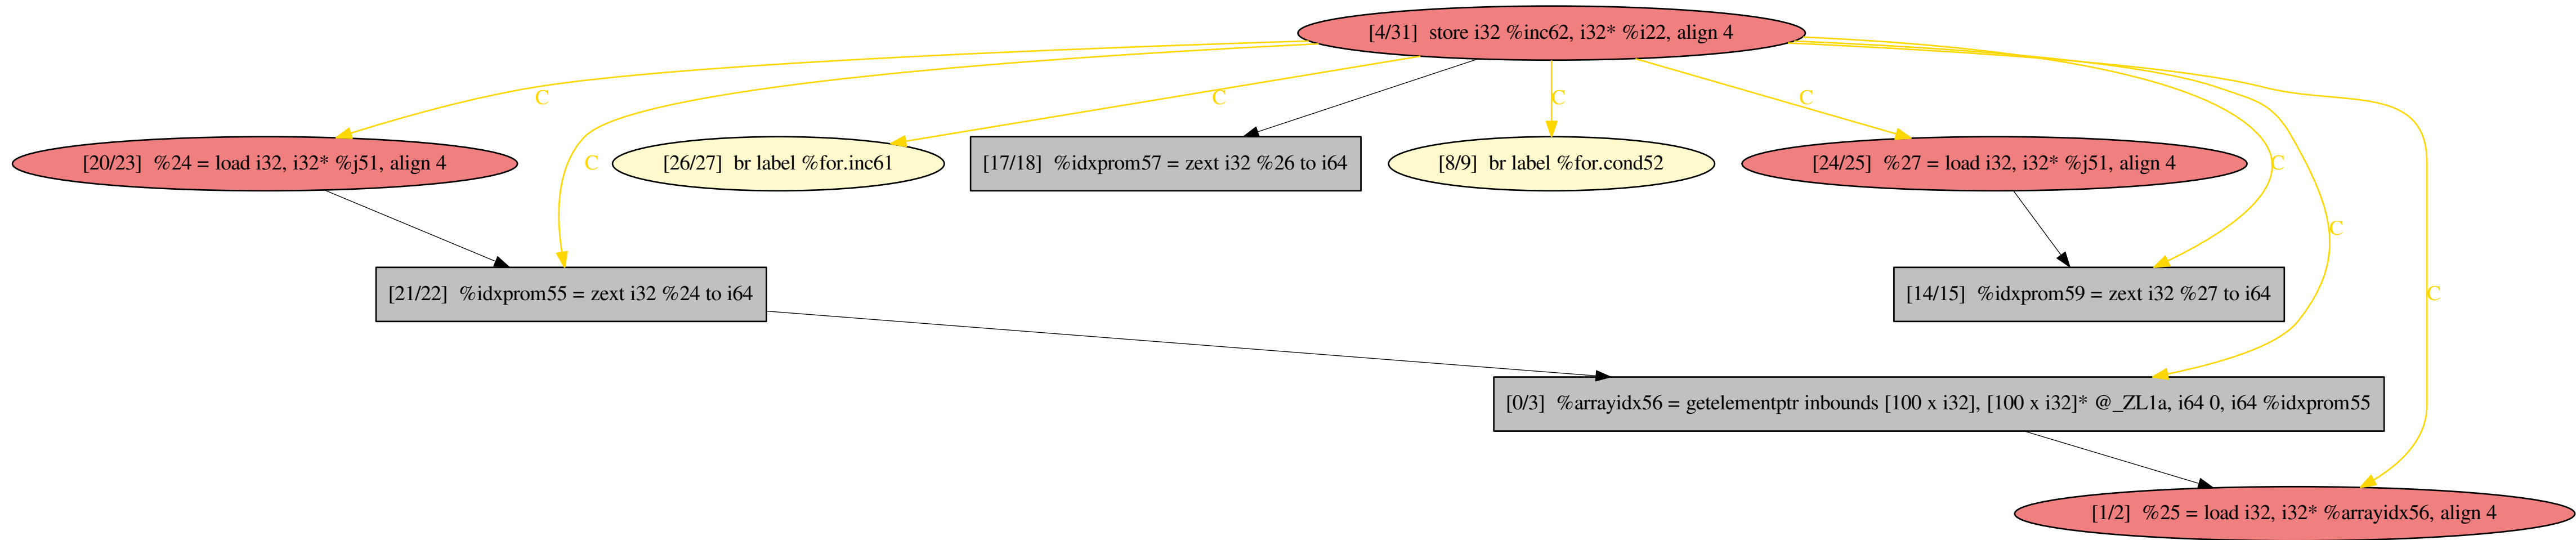 [4/31]  store i32 %inc62, i32* %i22, align 4
C
C
C
C
[20/23]  %24 = load i32, i32* %j51, align 4
C
[26/27]  br label %for.inc61
[17/18]  %idxprom57 = zext i32 %26 to i64
[8/9]  br label %for.cond52
[24/25]  %27 = load i32, i32* %j51, align 4
C
C
[21/22]  %idxprom55 = zext i32 %24 to i64
[14/15]  %idxprom59 = zext i32 %27 to i64
C
[0/3]  %arrayidx56 = getelementptr inbounds [100 x i32], [100 x i32]* @_ZL1a, i64 0, i64 %idxprom55
[1/2]  %25 = load i32, i32* %arrayidx56, align 4